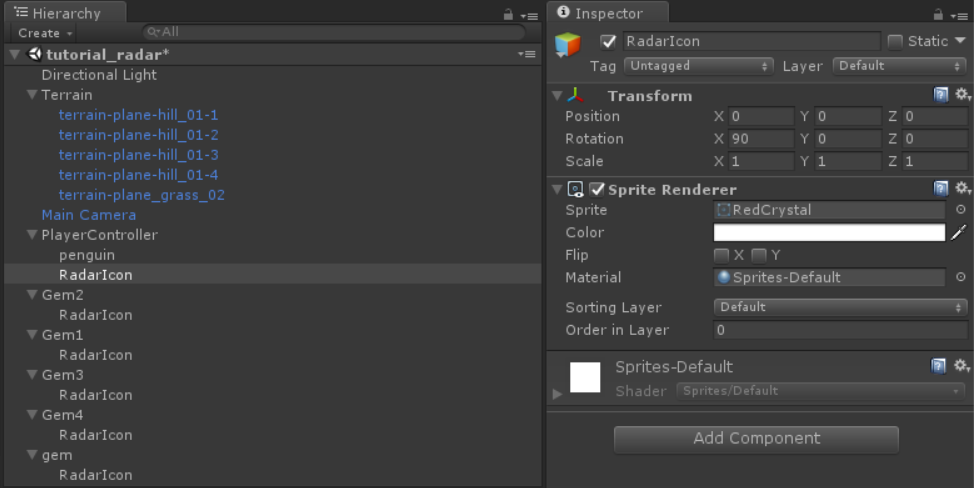 Hierarchy
Create
All
tutorial_radar*
Directional Light
Terrain
terrain-plane-hill_01-1
terrain-plane-hill_01-2
terrain-plane-hill_01-3
terrain-plane-hill_01-4
terrain-plane_grass_02
Main Camera
PlayerController
penguin
RadarIcon
Gem2
RadarIcon
Gem1
RadarIcon
Gem3
RadarIcon
Gem4
RadarIcon
gem
RadarIcon
Inspector
RadarIcon Static
Tag Untagged Layer Default
Transform
Position X 0 Y 0 Z 0
Rotation X 90 Y 0 Z 0
Scale X 1 Y 1 Z 1
Sprite Renderer
Sprite RedCrystal
Color
Flip X Y
Material Sprites-Default
Sorting Layer Default
Order in Layer 0
Sprites-Default
Shader Sprites/Default
Add Component